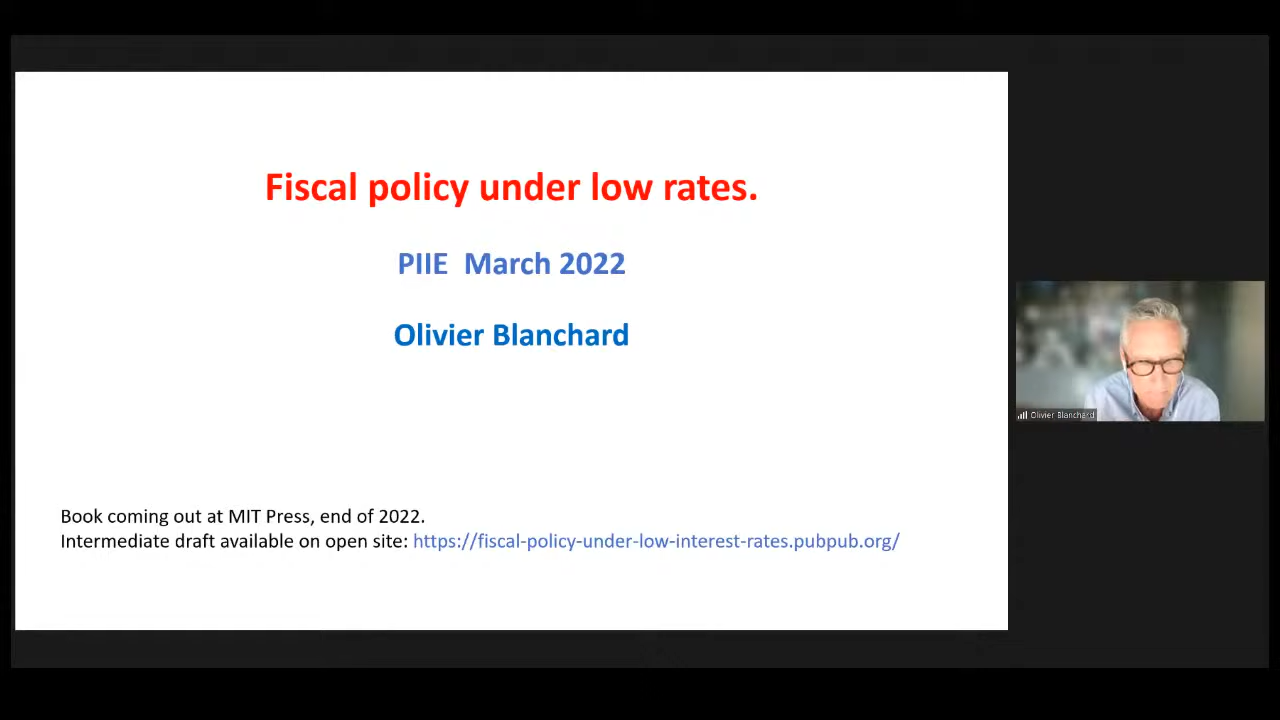 Fiscal policy under low rates.
PIIE March 2022
Olivier Blanchard
Olivier Blanchard
Book coming out at MIT Press, end of 2022.
Intermediate draft available on open site: https://fiscal-policy-under-low-interest-rates.pubpub.org/